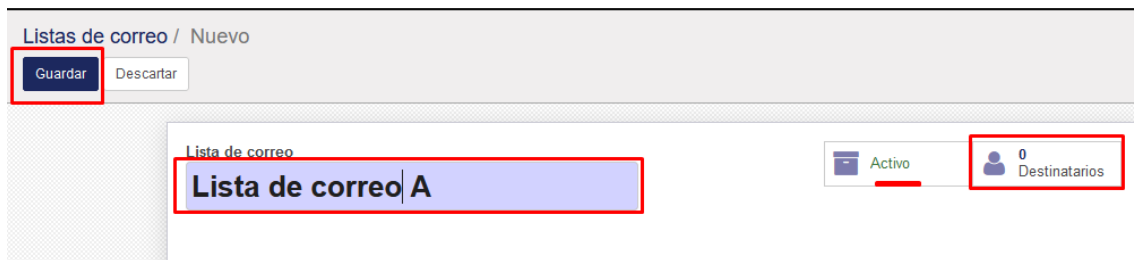 Listas de correo / Nuevo
Guardar Descartar
Lista de correo
Lista de correo A
Activo
0
Destinatarios